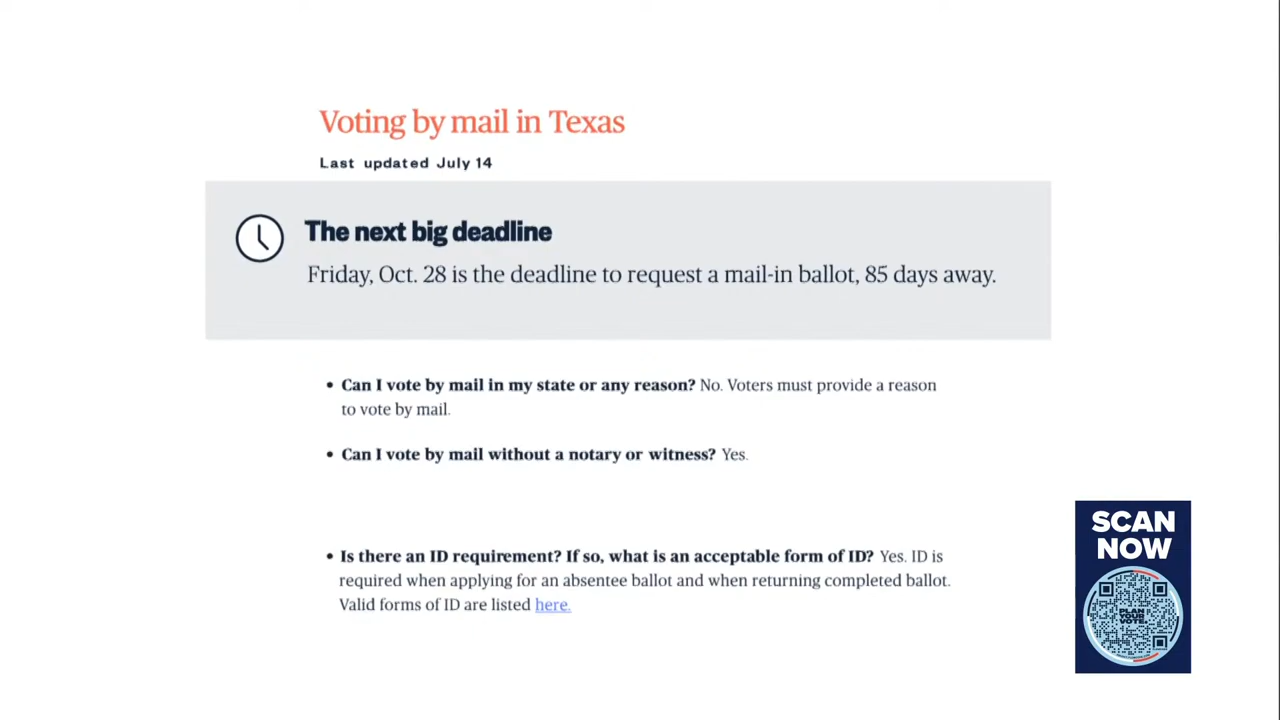 Voting by mail in Texas
Last updated July 14
The next big deadline
Friday, Oct. 28 is the deadline to request a mail-in ballot, 85 days away.
• Can I vote by mail in my state or any reason? No. Voters must provide a reason
to vote by mail.
• Can I vote by mail without a notary or witness? Yes.
• Is there an ID requirement? If so, what is an acceptable form of ID? Yes. ID is
required when applying for an absentee ballot and when returning completed ballot.
Valid forms of ID are listed here.
SCAN
NOW
PLAN
YOUR
VOTE.